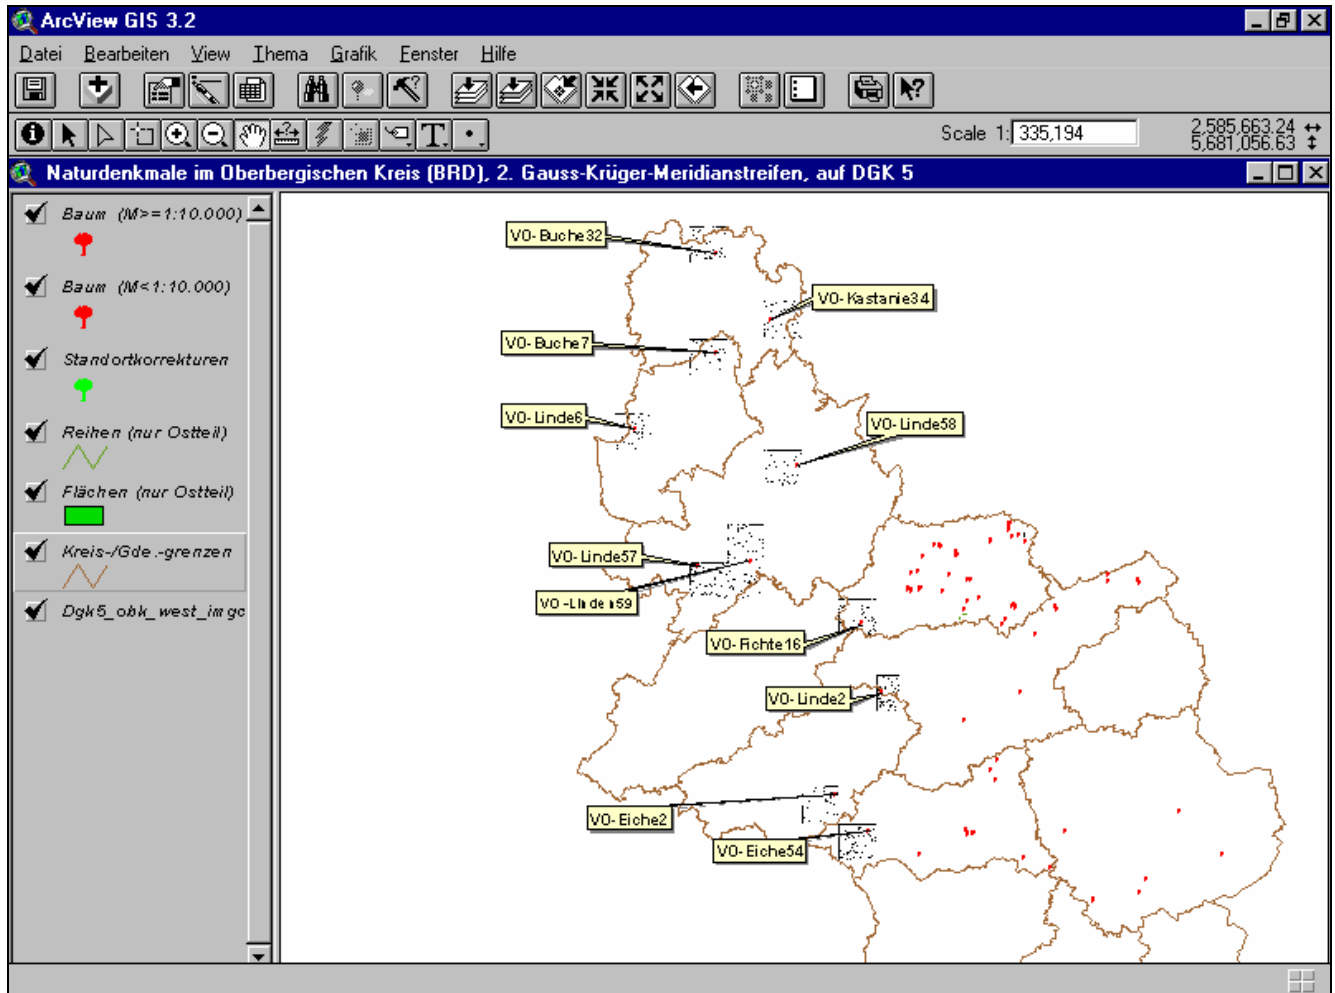 ArcView GIS 3.2
Datei Bearbeiten View Thema Grafik Fenster Hilfe
Scale 1: 335,194
2,585,663.24
5,681,056.63
Naturdenkmale im Oberbergischen Kreis (BRD), 2. Gauss-Krüger-Meridianstreifen, auf DGK 5
Baum (M>=1:10.000)
Baum (M<1:10.000)
Standortkorrekturen
Reihen (nur Ostteil)
Flächen (nur Ostteil)
Kreis-/Gde.-grenzen
Dgk5_obk_west_imgc
VO-Buche32
VO-Kastanie34
VO-Buche7
VO-Linde6
VO-Linde58
VO-Linde57
VO-Linden59
VO-Fichte16
VO-Linde2
VO-Eiche2
VO-Eiche54